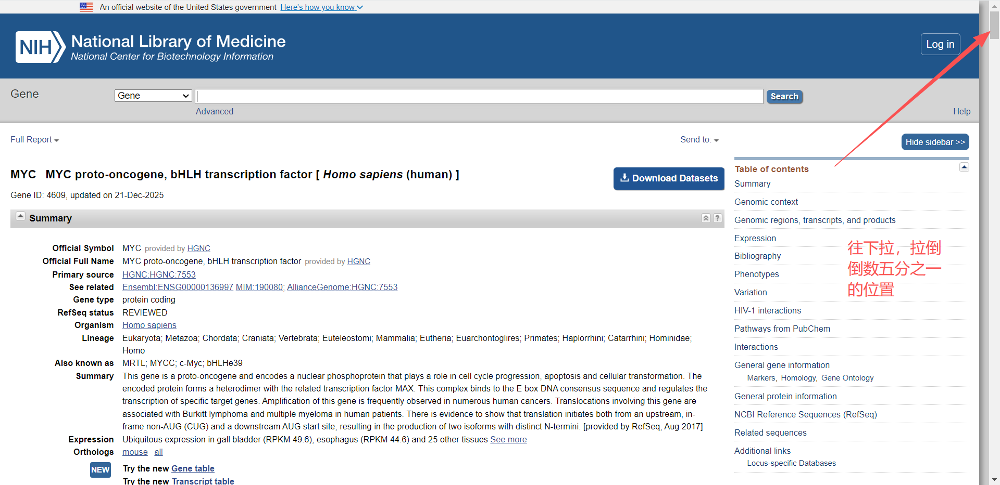 An official website of the United States government Here's how you know
NIH National Library of Medicine
National Center for Biotechnology Information
Log in
Gene Gene Search
Advanced
Help
Full Report
Send to:
Hide sidebar >>
MYC MYC proto-oncogene, bHLH transcription factor [ Homo sapiens (human) ]
Download Datasets
Gene ID: 4609, updated on 21-Dec-2025
Summary
?
Official Symbol MYC provided by HGNC
Official Full Name MYC proto-oncogene, bHLH transcription factor provided by HGNC
Primary source HGNC:HGNC:7553
See related Ensembl:ENSG00000136997 MIM:190080; AllianceGenome:HGNC:7553
Gene type protein coding
RefSeq status REVIEWED
Organism Homo sapiens
Lineage Eukaryota; Metazoa; Chordata; Craniata; Vertebrata; Euteleostomi; Mammalia; Eutheria; Euarchontoglires; Primates; Haplorrhini; Catarrhini; Hominidae;
Homo
Also known as MRTL; MYCC; c-Myc; bHLHe39
Summary This gene is a proto-oncogene and encodes a nuclear phosphoprotein that plays a role in cell cycle progression, apoptosis and cellular transformation. The
encoded protein forms a heterodimer with the related transcription factor MAX. This complex binds to the E box DNA consensus sequence and regulates the
transcription of specific target genes. Amplification of this gene is frequently observed in numerous human cancers. Translocations involving this gene are
associated with Burkitt lymphoma and multiple myeloma in human patients. There is evidence to show that translation initiates both from an upstream, in-
frame non-AUG (CUG) and a downstream AUG start site, resulting in the production of two isoforms with distinct N-termini. [provided by RefSeq, Aug 2017]
Expression Ubiquitous expression in gall bladder (RPKM 49.6), esophagus (RPKM 44.6) and 25 other tissues See more
Orthologs mouse all
NEW Try the new Gene table
Try the new Transcript table
Table of contents
Summary
Genomic context
Genomic regions, transcripts, and products
Expression
Bibliography
Phenotypes
Variation
HIV-1 interactions
Pathways from PubChem
Interactions
General gene information
Markers, Homology, Gene Ontology
General protein information
NCBI Reference Sequences (RefSeq)
Related sequences
Additional links
Locus-specific Databases
往下拉，拉倒
倒数五分之一
的位置